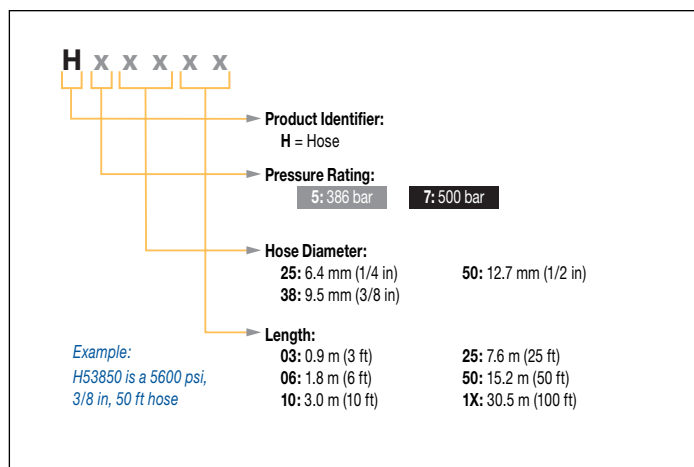 H x x x x x
Product Identifier:
H = Hose
Pressure Rating:
5: 386 bar 7: 500 bar
Hose Diameter:
25: 6.4 mm (1/4 in) 50: 12.7 mm (1/2 in)
38: 9.5 mm (3/8 in)
Length:
03: 0.9 m (3 ft) 25: 7.6 m (25 ft)
06: 1.8 m (6 ft) 50: 15.2 m (50 ft)
10: 3.0 m (10 ft) 1X: 30.5 m (100 ft)
Example:
H53850 is a 5600 psi,
3/8 in, 50 ft hose